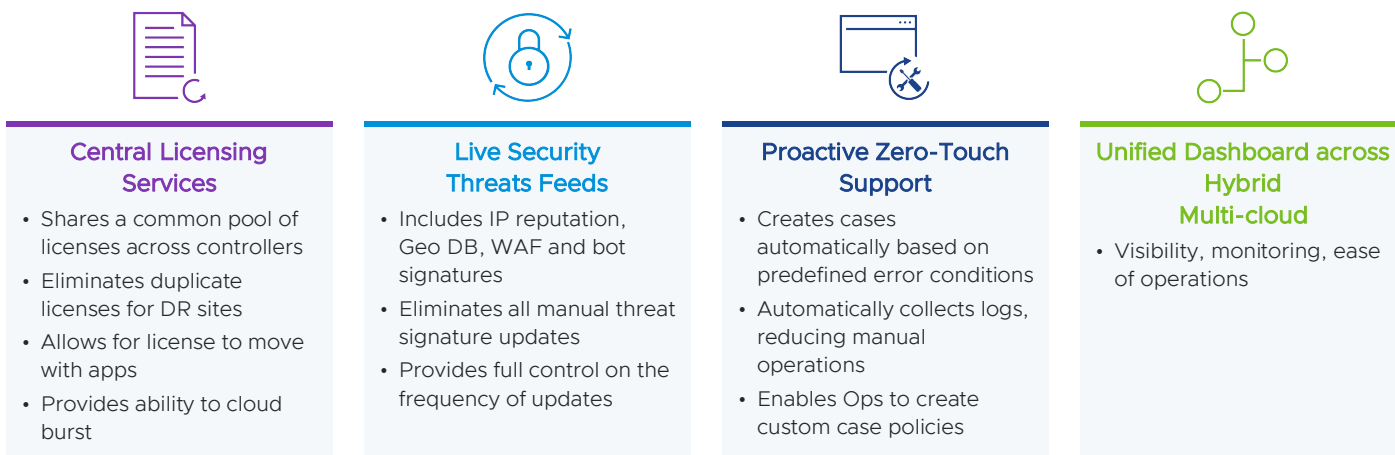 Central Licensing
Services
• Shares a common pool of
licenses across controllers
• Eliminates duplicate
licenses for DR sites
• Allows for license to move
with apps
• Provides ability to cloud
burst
Live Security
Threats Feeds
• Includes IP reputation,
Geo DB, WAF and bot
signatures
• Eliminates all manual threat
signature updates
• Provides full control on the
frequency of updates
Proactive Zero-Touch
Support
• Creates cases
automatically based on
predefined error conditions
• Automatically collects logs,
reducing manual
operations
• Enables Ops to create
custom case policies
Unified Dashboard across
Hybrid
Multi-cloud
• Visibility, monitoring, ease
of operations